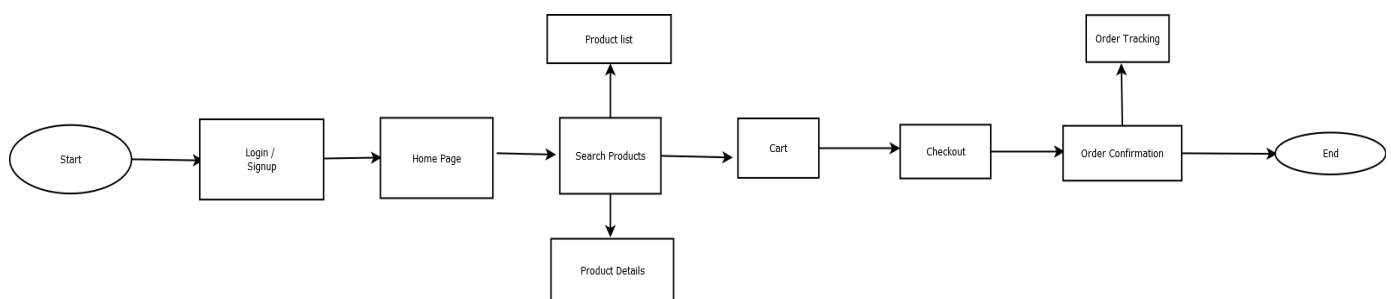 Product list
Order Tracking
Start
Login /
Signup
Home Page
Search Products
Cart
Checkout
Order Confirmation
End
Product Details